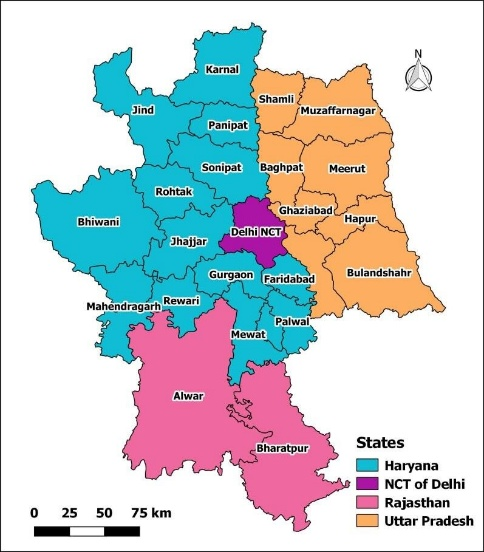 N
Karnal
Shamli
Jind
Muzaffarnagar
Panipat
Sonipat
Baghpat
Meerut
Rohtak
Ghaziabad
Bhiwani
Hapur
Delhi NCT
Jhajjar
Gurgaon
Faridabad
Bulandshahr
Mahendragarh
Rewari
Palwal
Mewat
Alwar
Bharatpur
States
Haryana
NCT of Delhi
Rajasthan
Uttar Pradesh
0 25 50 75 km